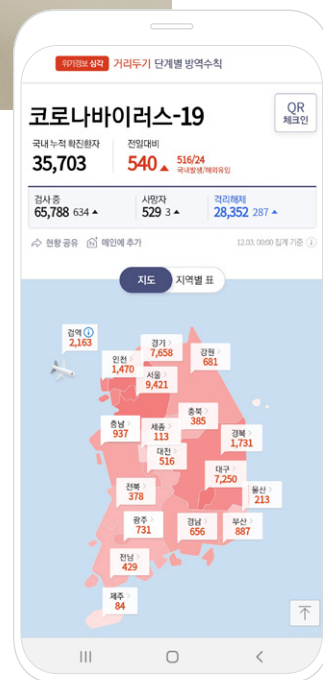 위기경보 심각 거리두기 단계별 방역수칙
코로나바이러스-19
QR
체크인
국내 누적 확진환자
35,703
전일대비
540 ▲ 516/24
국내발생/해외유입
검사 중
65,788 634 ▲
사망자
529 3 ▲
격리해제
28,352 287 ▲
현황 공유
메인에 추가
12.03. 00:00 집계 기준
지도
지역별 표
검역
2,163
경기
7,658
강원
681
인천
1,470
서울
9,421
충북
385
충남
937
세종
113
경북
1,731
대전
516
대구
7,250
전북
378
울산
213
광주
731
경남
656
부산
887
전남
429
제주
84